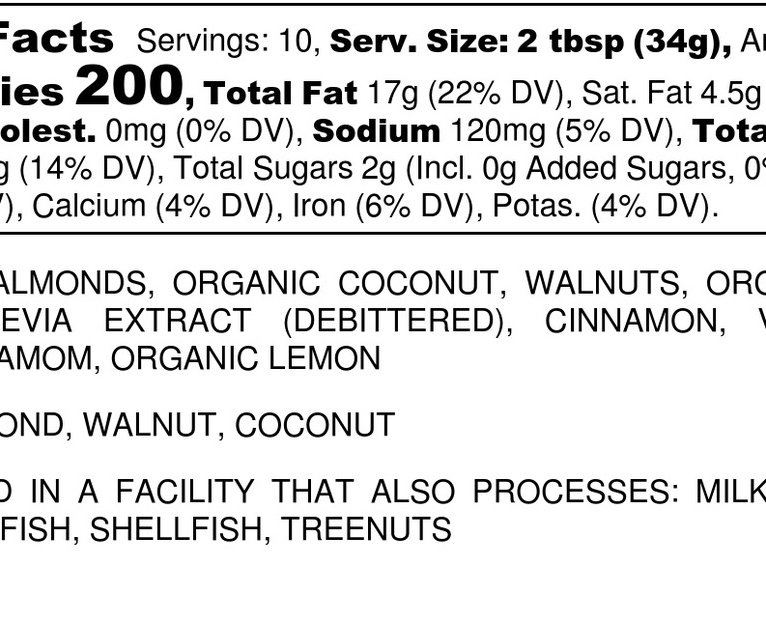 Facts Servings: 10, Serv. Size: 2 tbsp (34g),
ies 200, Total Fat 17g (22% DV), Sat. Fat 4.5g
olest. 0mg (0% DV), Sodium 120mg (5% DV), Tota
g (14% DV), Total Sugars 2g (Incl. 0g Added Sugars, 0%
), Calcium (4% DV), Iron (6% DV), Potas. (4% DV).
ALMONDS, ORGANIC COCONUT, WALNUTS, ORG
EVIA EXTRACT (DEBITTERED), CINNAMON,
AMOM, ORGANIC LEMON
OND, WALNUT, COCONUT
D IN A FACILITY THAT ALSO PROCESSES: MILK
FISH, SHELLFISH, TREENUTS